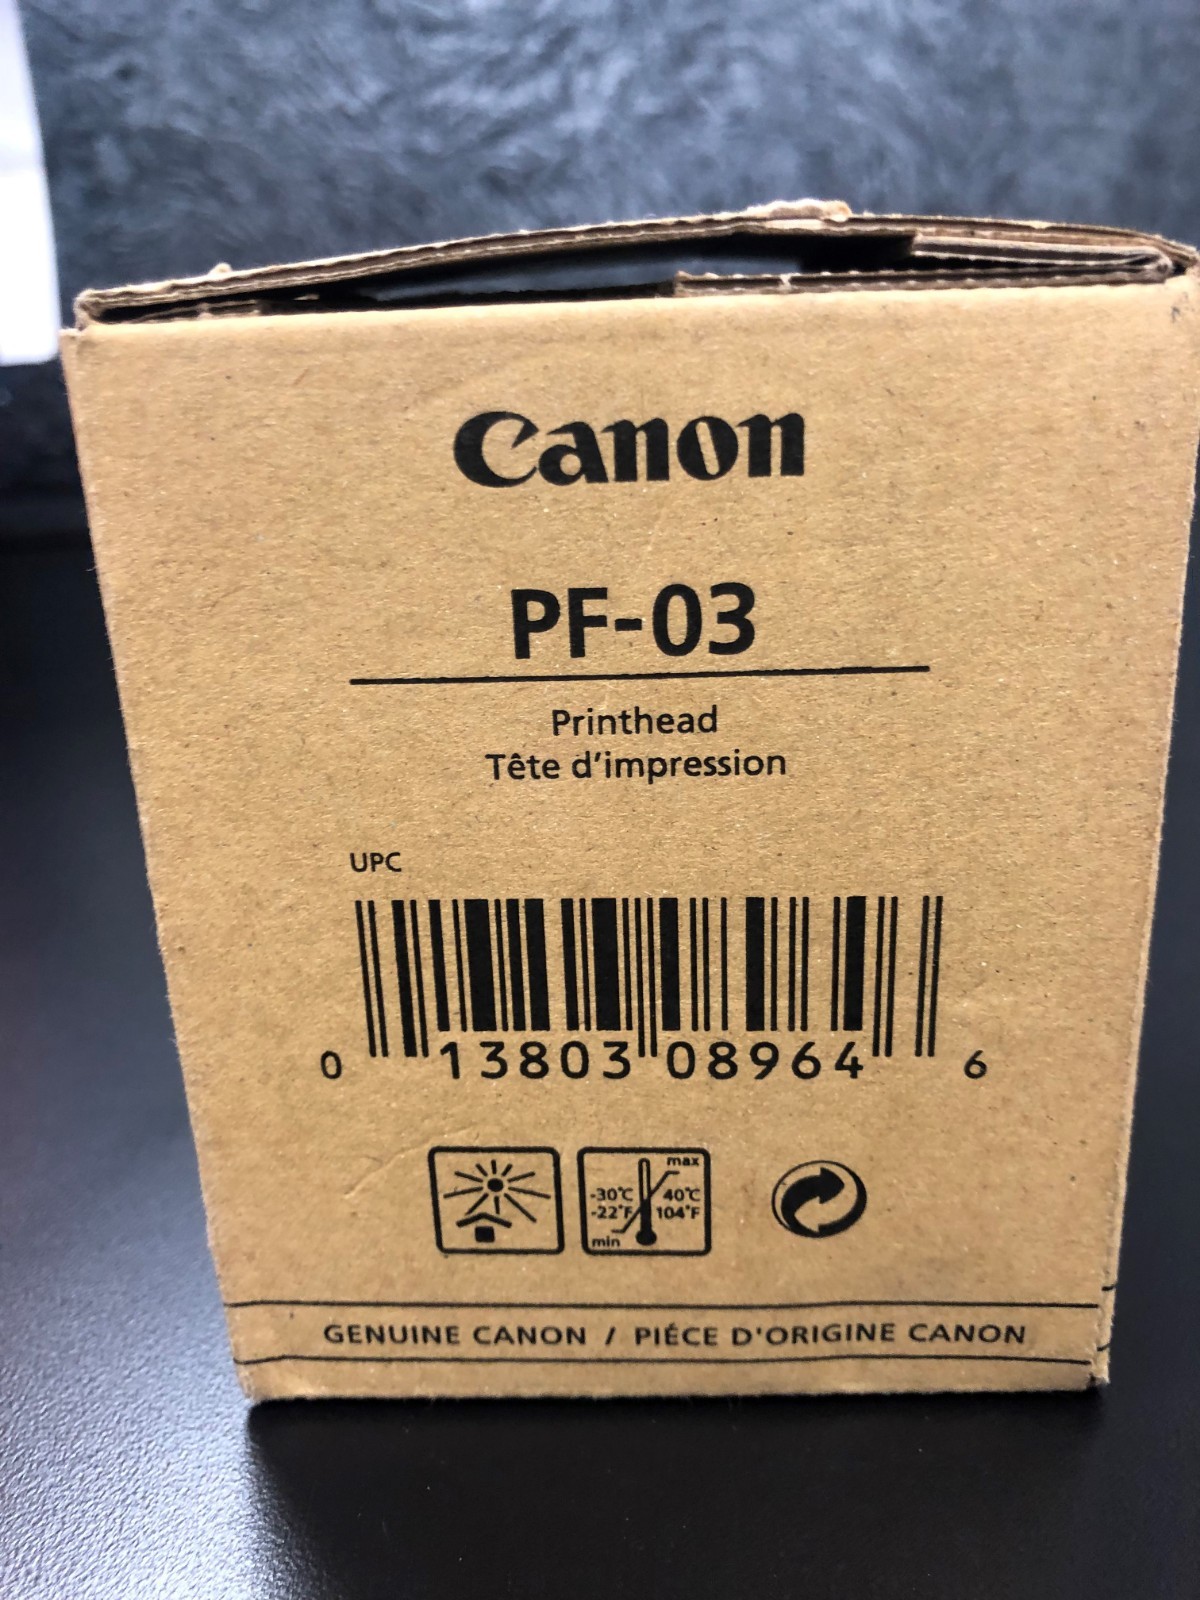 Canon
PF-03
Printhead
Tête d'impression
UPC
0 13803 08964 6
max
-30°C 40°C
-22°F 104°F
min
GENUINE CANON / PIÉCE D'ORIGINE CANON